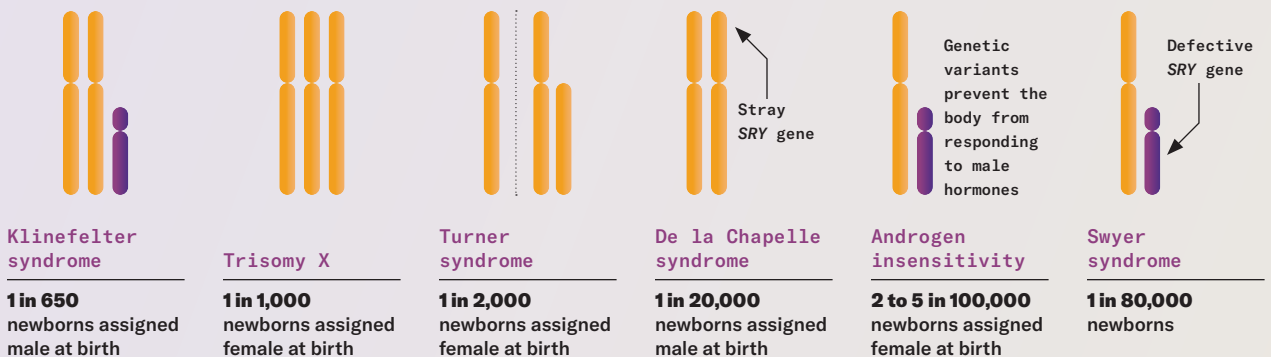 Stray
SRY gene
Genetic
variants
prevent the
body from
responding
to male
hormones
Defective
SRY gene
Klinefelter
syndrome
1 in 650
newborns assigned
male at birth
Trisomy X
1 in 1,000
newborns assigned
female at birth
Turner
syndrome
1 in 2,000
newborns assigned
female at birth
De la Chapelle
syndrome
1 in 20,000
newborns assigned
male at birth
Androgen
insensitivity
2 to 5 in 100,000
newborns assigned
female at birth
Swyer
syndrome
1 in 80,000
newborns